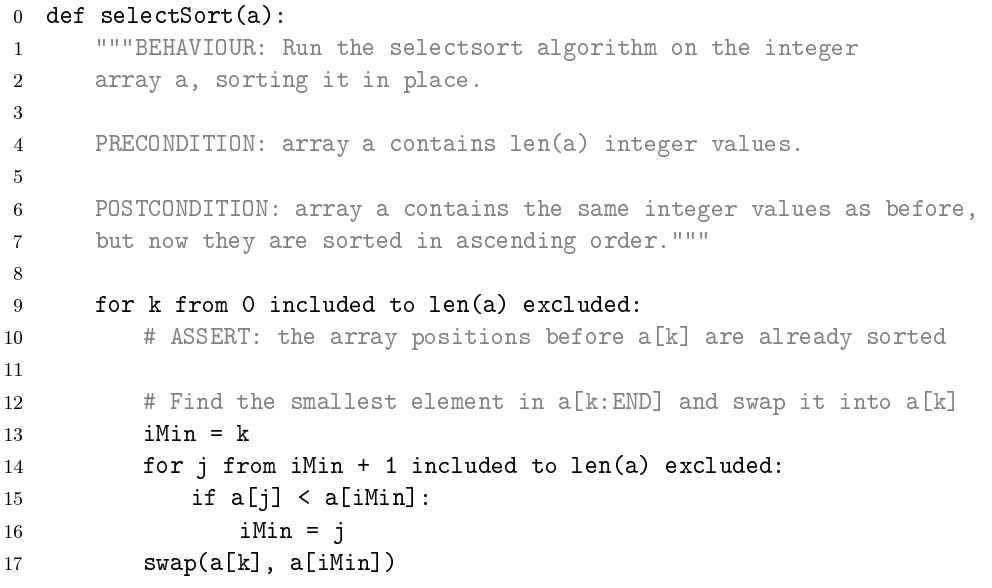 0 def selectSort(a):
1 """BEHAVIOUR: Run the selectsort algorithm on the integer
2 array a, sorting it in place.
3
4 PRECONDITION: array a contains len(a) integer values.
5
6 POSTCONDITION: array a contains the same integer values as before,
7 but now they are sorted in ascending order."""
8
9 for k from 0 included to len(a) excluded:
10 # ASSERT: the array positions before a[k] are already sorted
11
12 # Find the smallest element in a[k:END] and swap it into a[k]
13 iMin = k
14 for j from iMin + 1 included to len(a) excluded:
15 if a[j] < a[iMin]:
16 iMin = j
17 swap(a[k], a[iMin])